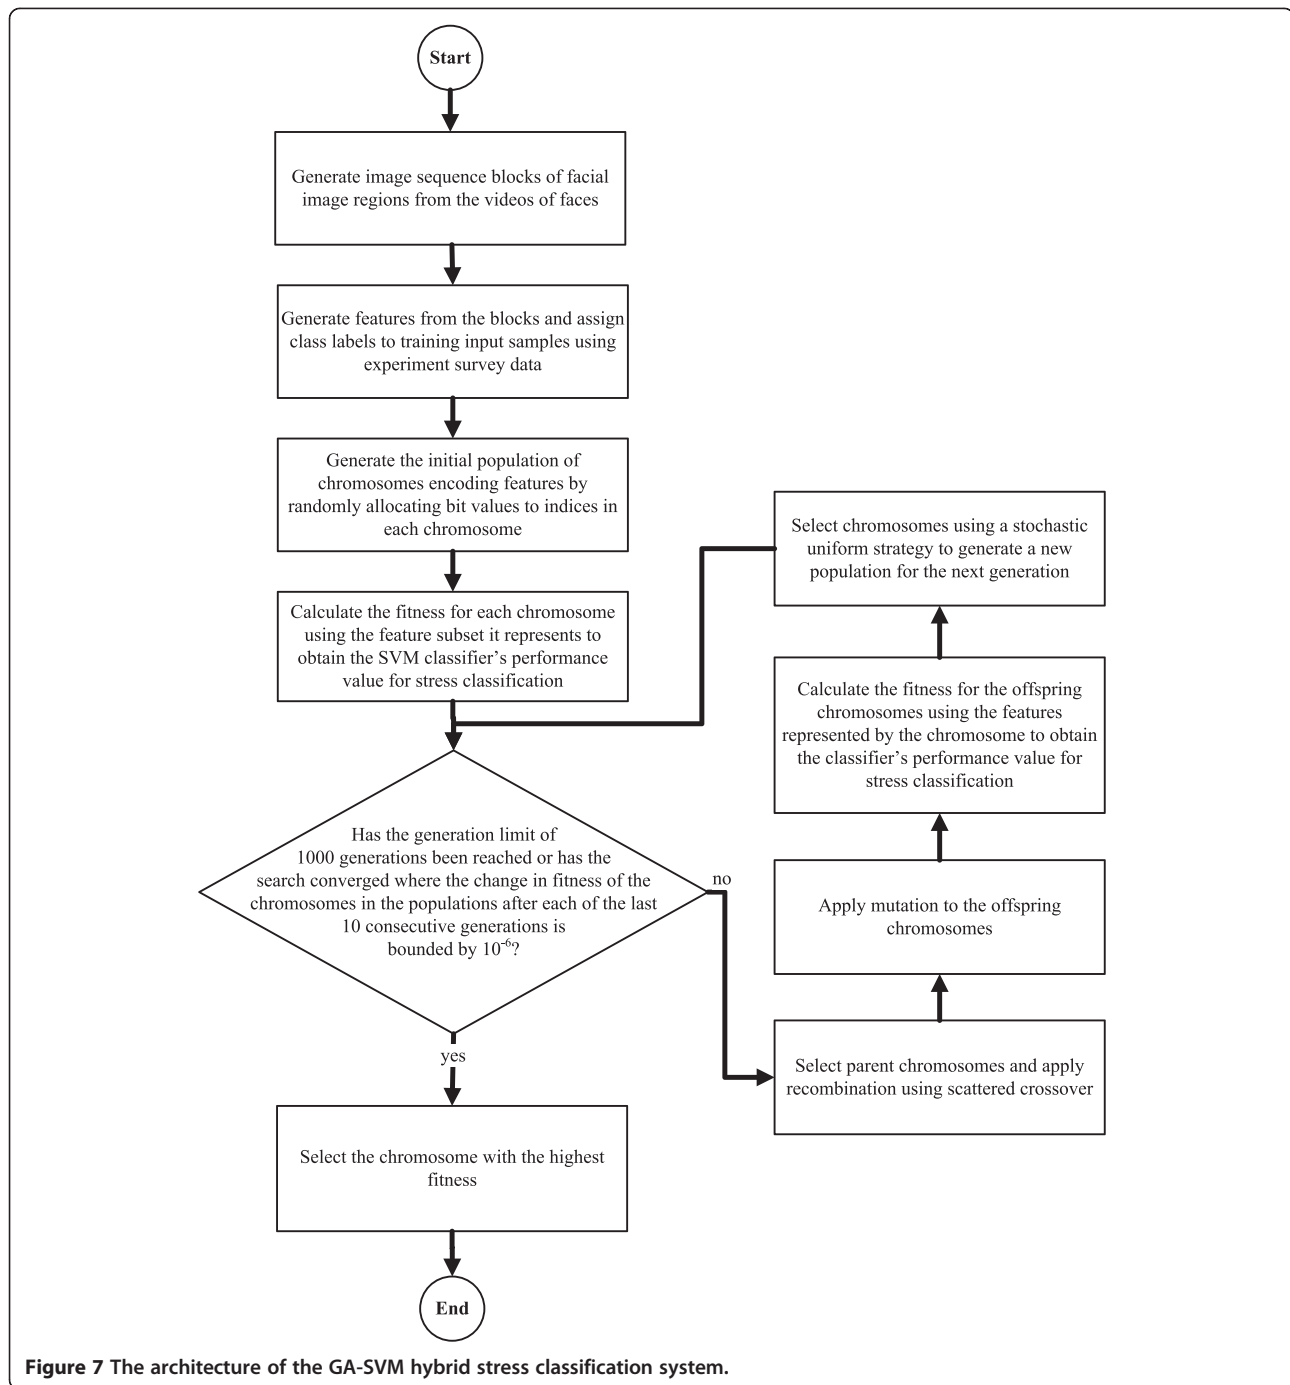 Start
Generate image sequence blocks of facial
image regions from the videos of faces
Generate features from the blocks and assign
class labels to training input samples using
experiment survey data
Generate the initial population of
chromosomes encoding features by
randomly allocating bit values to indices in
each chromosome
Calculate the fitness for each chromosome
using the feature subset it represents to
obtain the SVM classifier’s performance
value for stress classification
Has the generation limit of
1000 generations been reached or has the
search converged where the change in fitness of the
chromosomes in the populations after each of the last
10 consecutive generations is
bounded by 10⁻⁶?
no
Select parent chromosomes and apply
recombination using scattered crossover
Apply mutation to the offspring
chromosomes
Calculate the fitness for the offspring
chromosomes using the features
represented by the chromosome to obtain
the classifier’s performance value for
stress classification
Select chromosomes using a stochastic
uniform strategy to generate a new
population for the next generation
yes
Select the chromosome with the highest
fitness
End
Figure 7 The architecture of the GA-SVM hybrid stress classification system.